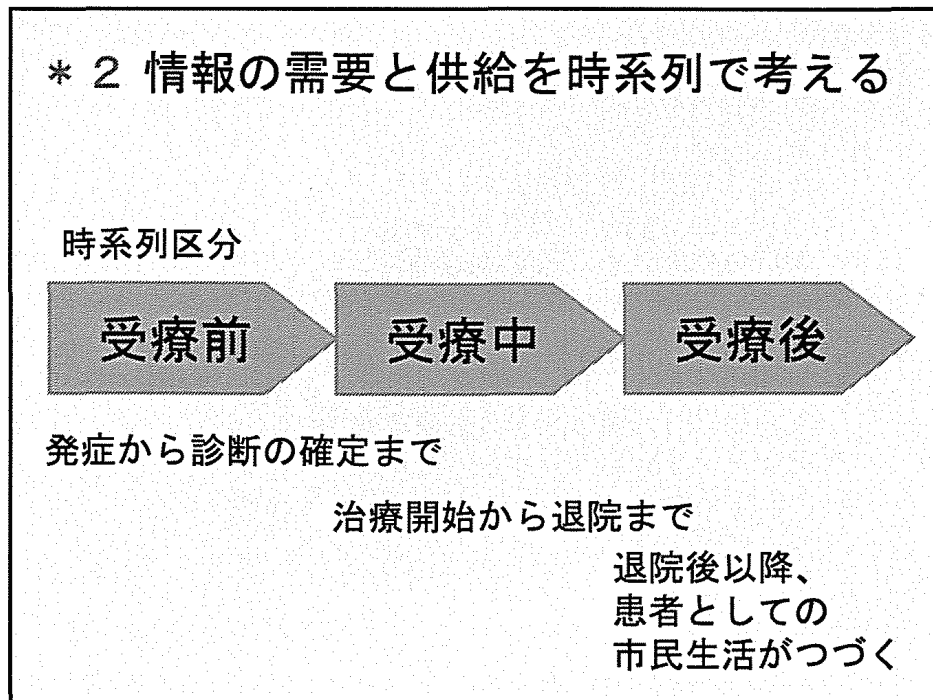 ＊２ 情報の需要と供給を時系列で考える
時系列区分
受療前
受療中
受療後
発症から診断の確定まで
治療開始から退院まで
退院後以降、
患者としての
市民生活がつづく